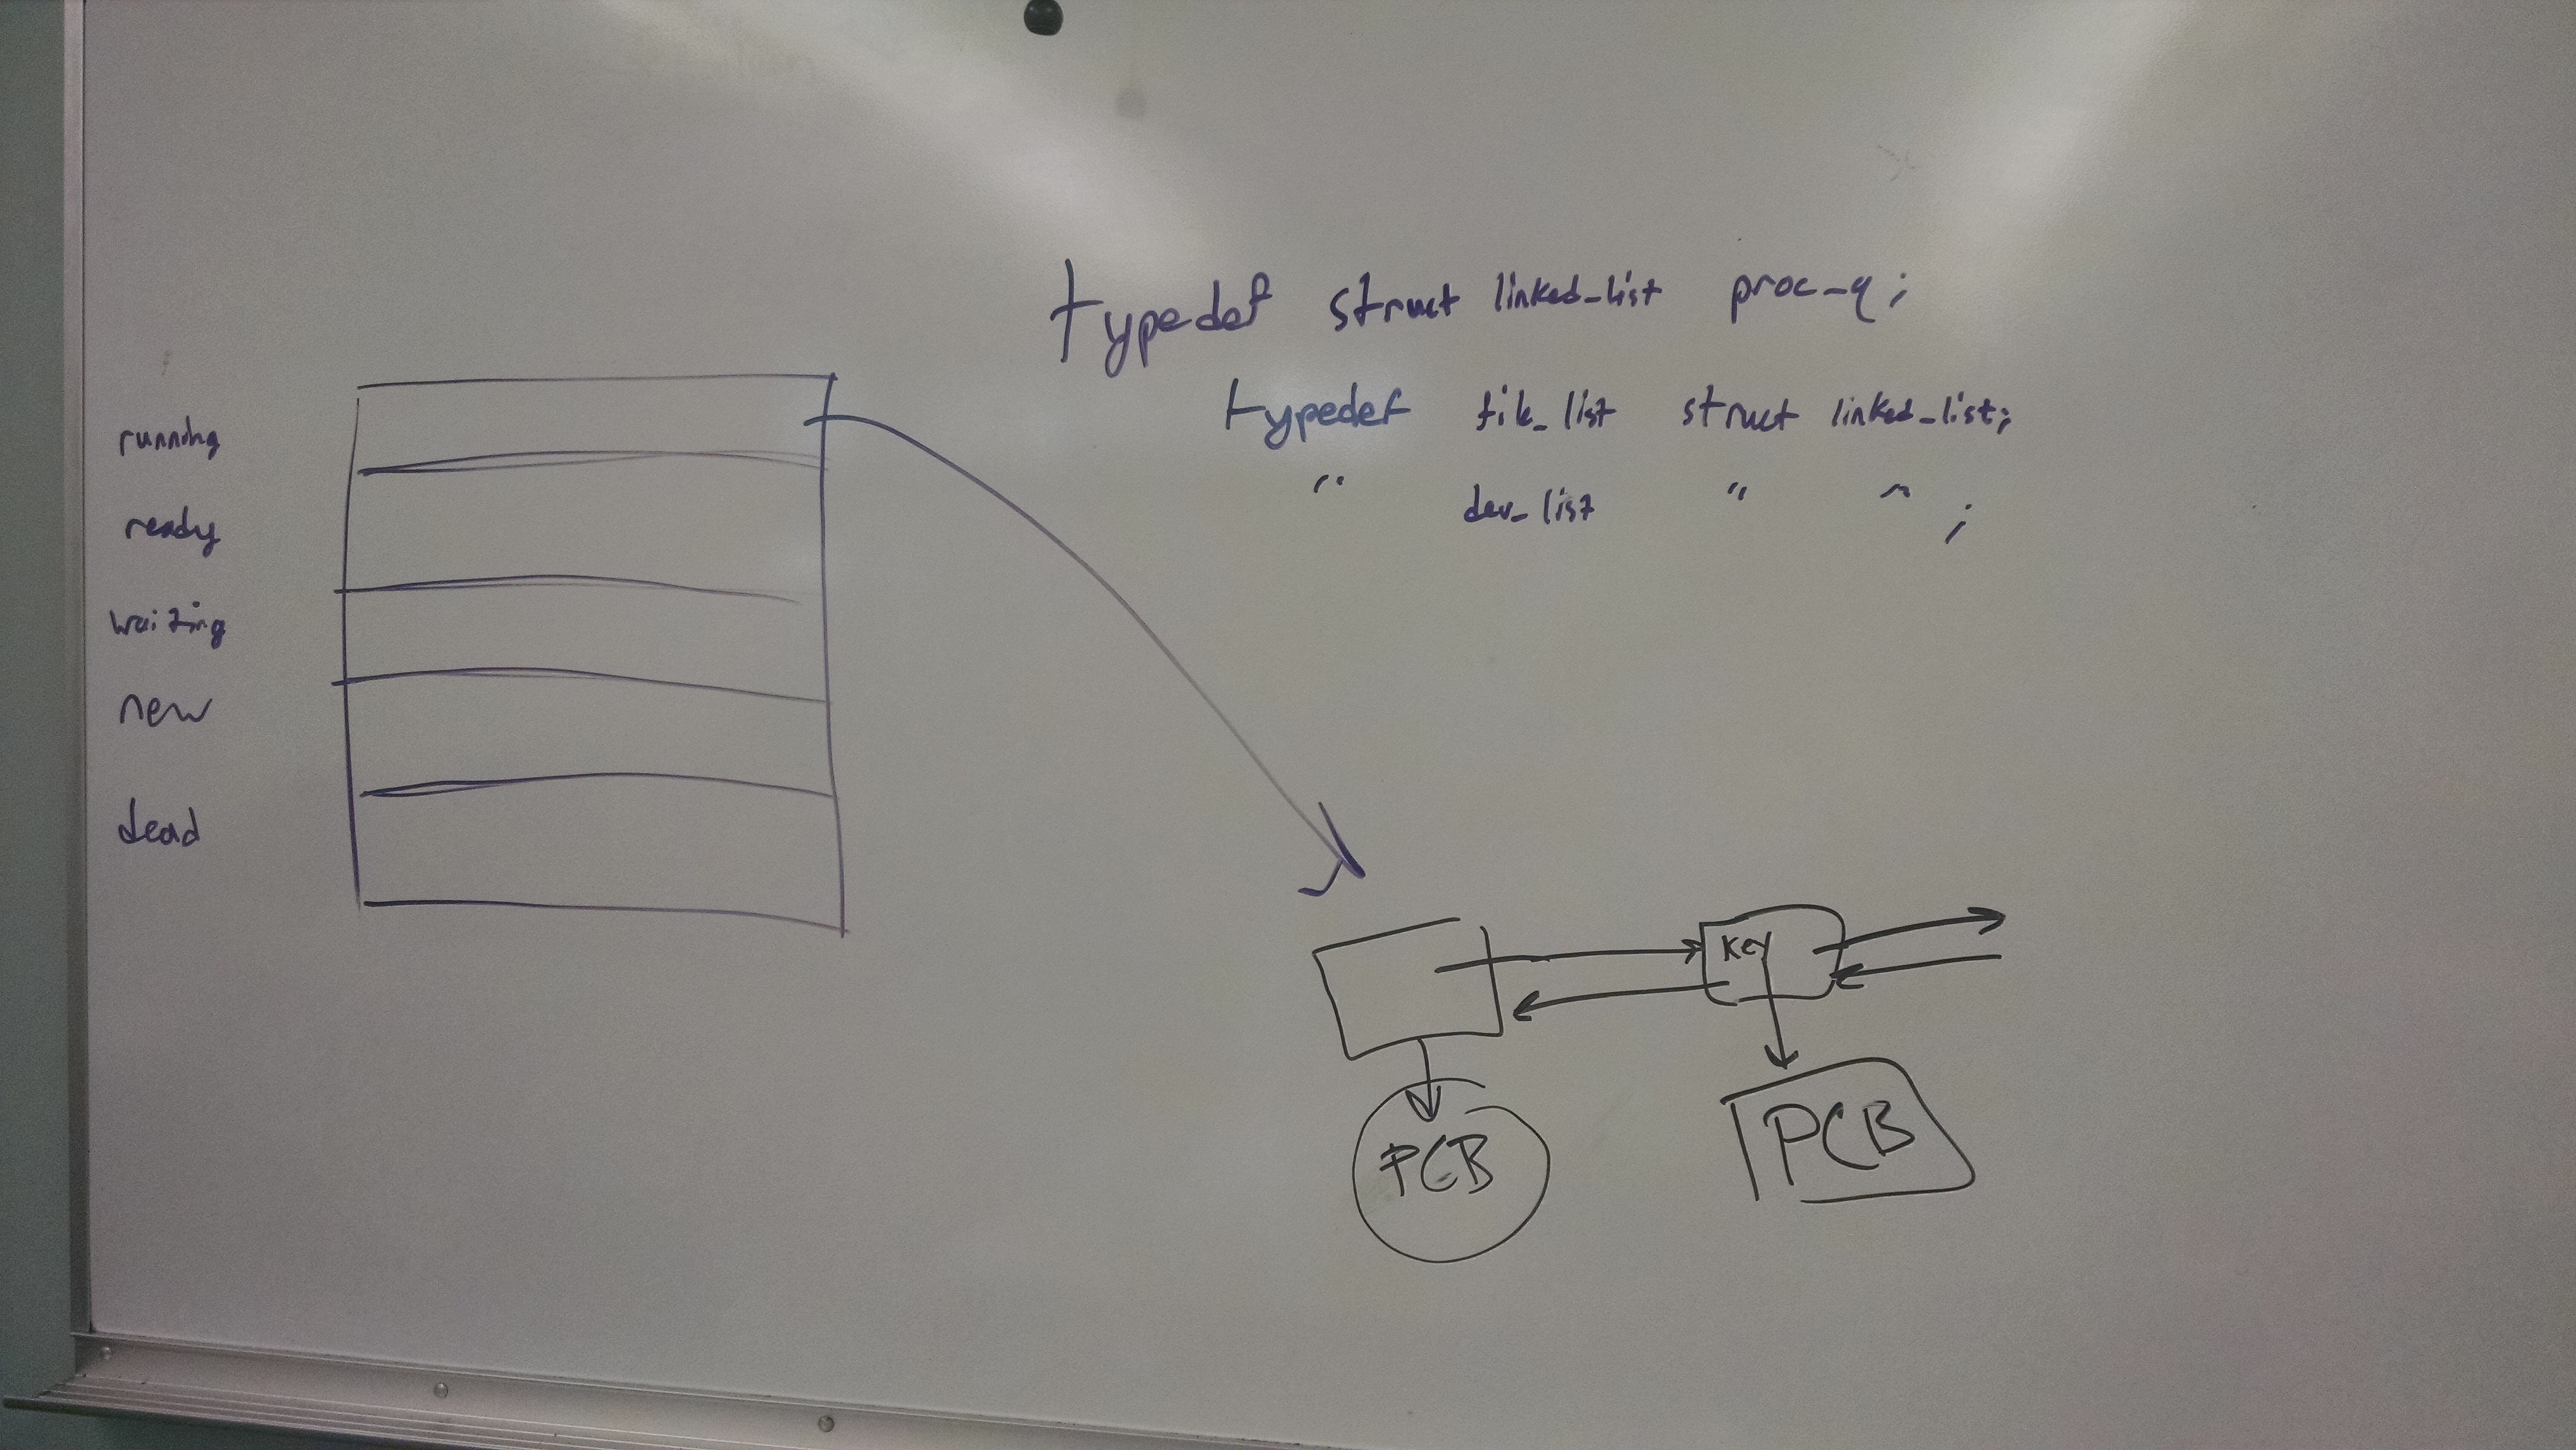 typedef struct linked_list proc_q;
typedef file_list struct linked_list;
" dev_list " " ;
running
ready
waiting
new
dead
Key
PCB
PCB